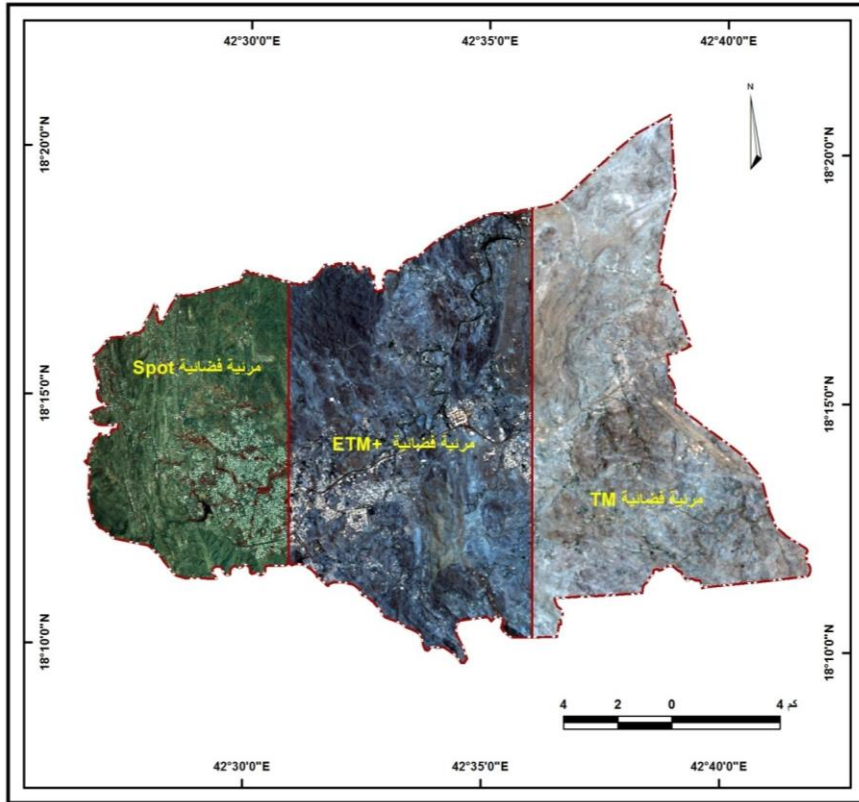 42°30'0"E 42°35'0"E 42°40'0"E
N
18°20'0"N 18°20'0"N
18°15'0"N 18°15'0"N
مرئية فضائية Spot
مرئية فضائية ETM+
مرئية فضائية TM
18°10'0"N 18°10'0"N
4 2 0 4 كم
42°30'0"E 42°35'0"E 42°40'0"E